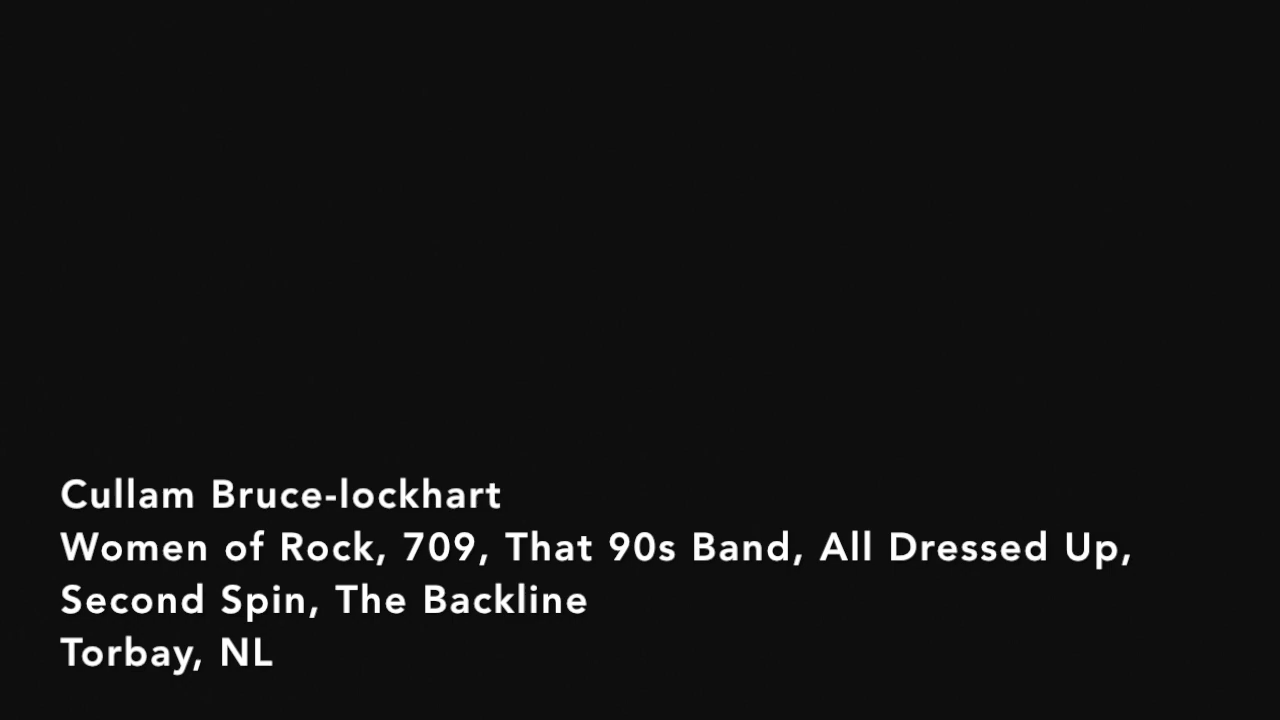 Cullam Bruce-lockhart
Women of Rock, 709, That 90s Band, All Dressed Up,
Second Spin, The Backline
Torbay, NL